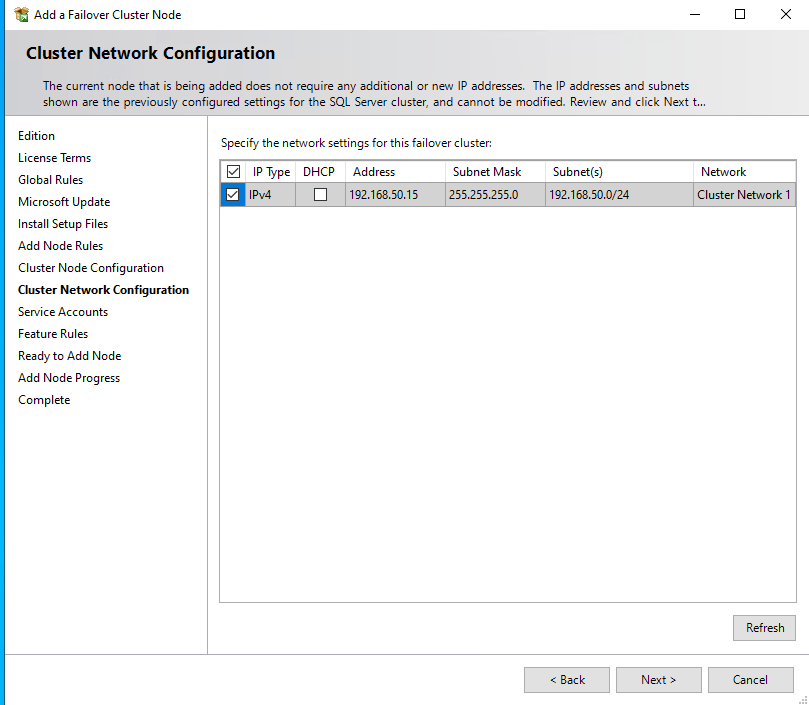 Add a Failover Cluster Node
Cluster Network Configuration
The current node that is being added does not require any additional or new IP addresses.  The IP addresses and subnets
shown are the previously configured settings for the SQL Server cluster, and cannot be modified. Review and click Next t...
Edition
License Terms
Global Rules
Microsoft Update
Install Setup Files
Add Node Rules
Cluster Node Configuration
Cluster Network Configuration
Service Accounts
Feature Rules
Ready to Add Node
Add Node Progress
Complete
Specify the network settings for this failover cluster:
IP Type DHCP Address Subnet Mask Subnet(s) Network
IPv4 192.168.50.15 255.255.255.0 192.168.50.0/24 Cluster Network 1
Refresh
< Back Next > Cancel